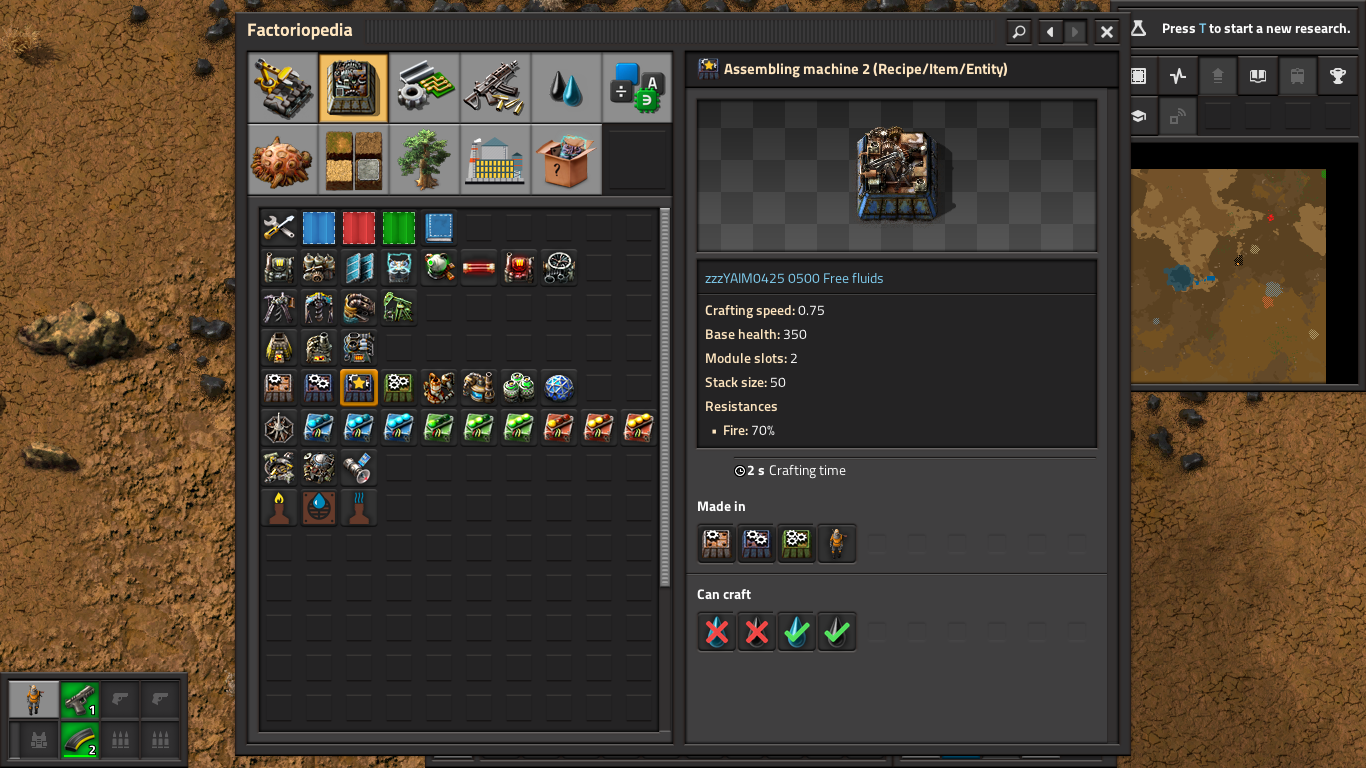 Factoriopedia
Press T to start a new research.
Assembling machine 2 (Recipe/Item/Entity)
÷ A
?
zzzYAIM0425 0500 Free fluids
Crafting speed: 0.75
Base health: 350
Module slots: 2
Stack size: 50
Resistances
• Fire: 70%
2 s Crafting time
Made in
Can craft
1
2